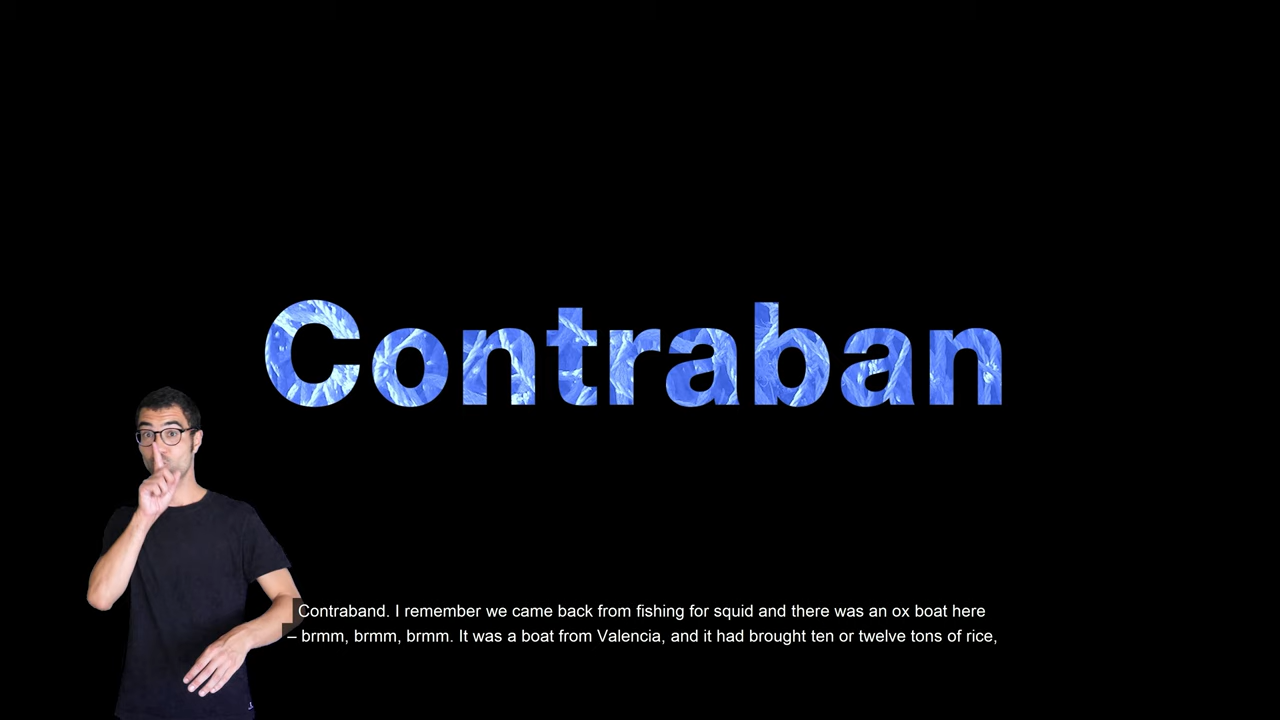 Contraban
Contraband. I remember we came back from fishing for squid and there was an ox boat here
– brmm, brmm, brmm. It was a boat from Valencia, and it had brought ten or twelve tons of rice,